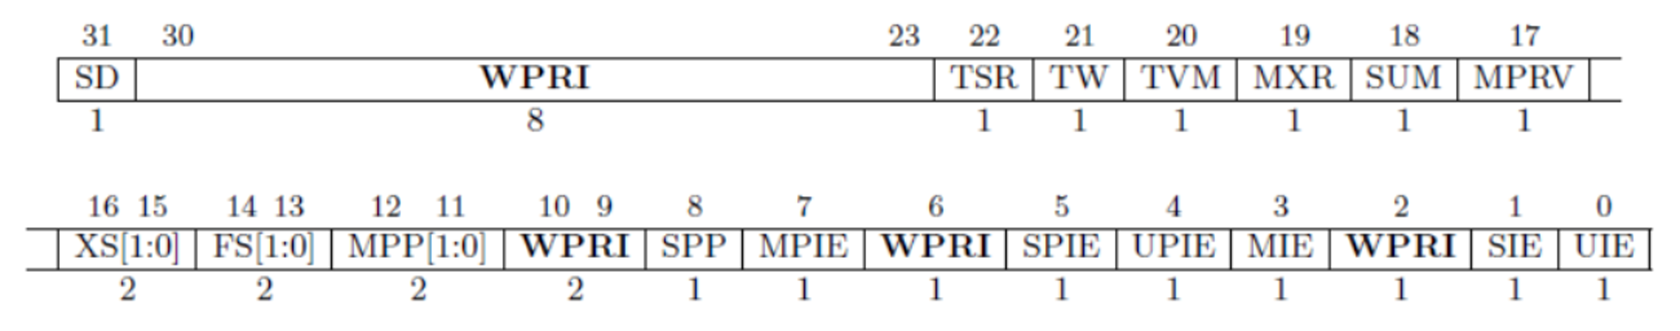 31 30 23 22 21 20 19 18 17
SD WPRI TSR TW TVM MXR SUM MPRV
1 8 1 1 1 1 1 1
16 15 14 13 12 11 10 9 8 7 6 5 4 3 2 1 0
XS[1:0] FS[1:0] MPP[1:0] WPRI SPP MPIE WPRI SPIE UPIE MIE WPRI SIE UIE
2 2 2 2 1 1 1 1 1 1 1 1 1